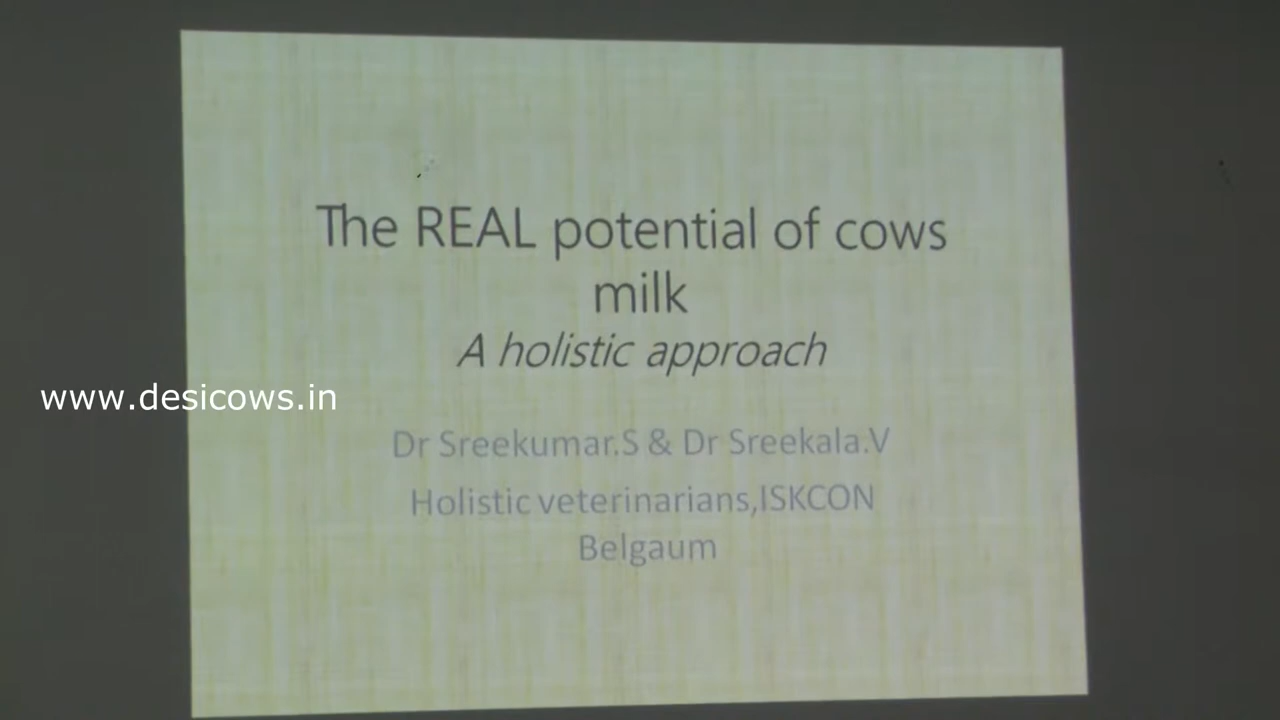 The REAL potential of cows
milk
A holistic approach
www.desicows.in
Dr Sreekumar.S & Dr Sreekala.V
Holistic veterinarians,ISKCON
Belgaum